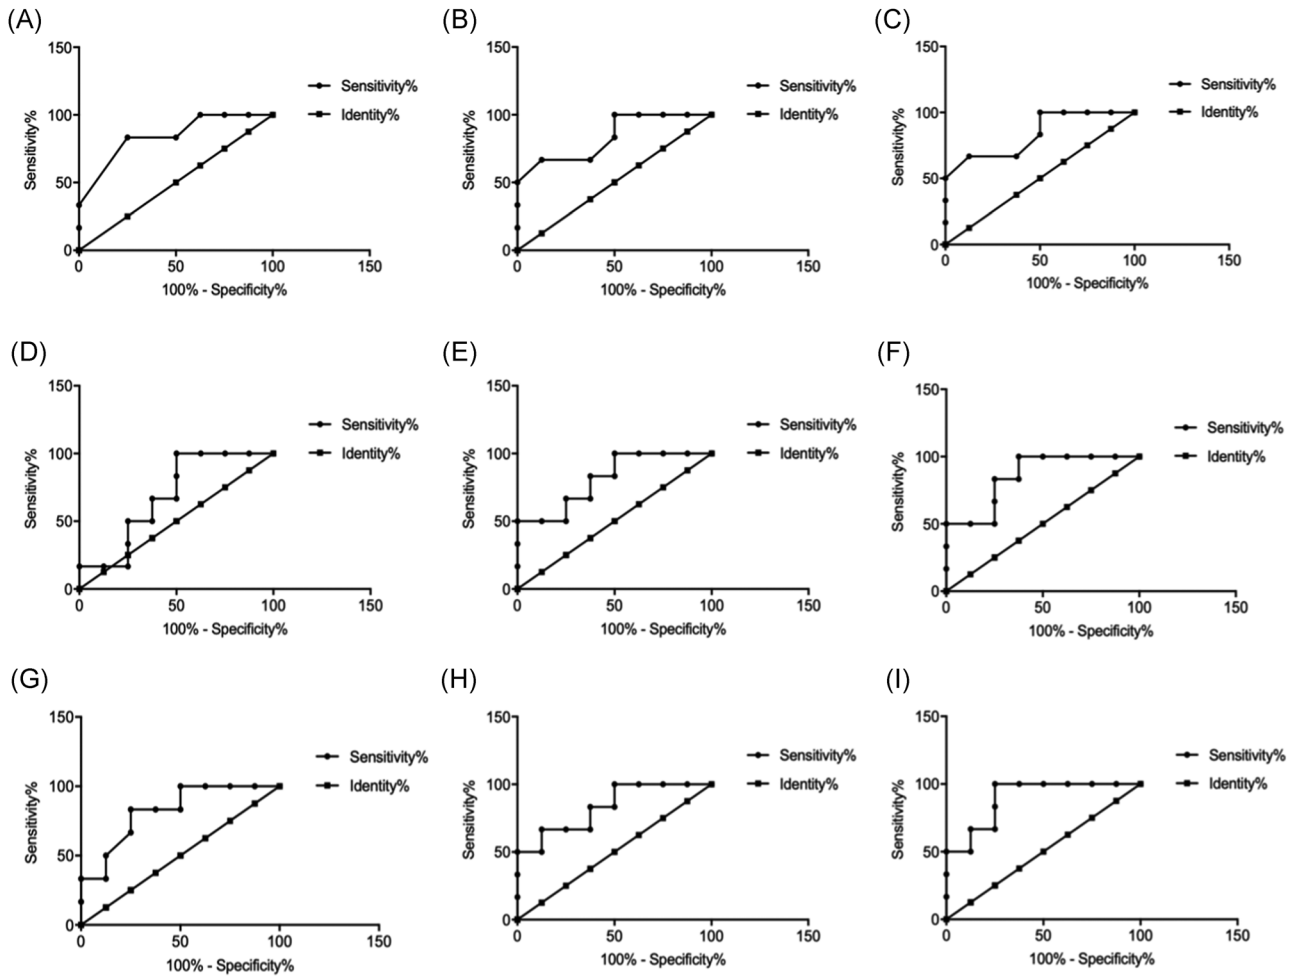 (A)
150
100
50
0
0 50 100 150
Sensitivity%
100% - Specificity%
Sensitivity%
Identity%
(B)
150
100
50
0
0 50 100 150
Sensitivity%
100% - Specificity%
Sensitivity%
Identity%
(C)
150
100
50
0
0 50 100 150
Sensitivity%
100% - Specificity%
Sensitivity%
Identity%
(D)
150
100
50
0
0 50 100 150
Sensitivity%
100% - Specificity%
Sensitivity%
Identity%
(E)
150
100
50
0
0 50 100 150
Sensitivity%
100% - Specificity%
Sensitivity%
Identity%
(F)
150
100
50
0
0 50 100 150
Sensitivity%
100% - Specificity%
Sensitivity%
Identity%
(G)
150
100
50
0
0 50 100 150
Sensitivity%
100% - Specificity%
Sensitivity%
Identity%
(H)
150
100
50
0
0 50 100 150
Sensitivity%
100% - Specificity%
Sensitivity%
Identity%
(I)
150
100
50
0
0 50 100 150
Sensitivity%
100% - Specificity%
Sensitivity%
Identity%